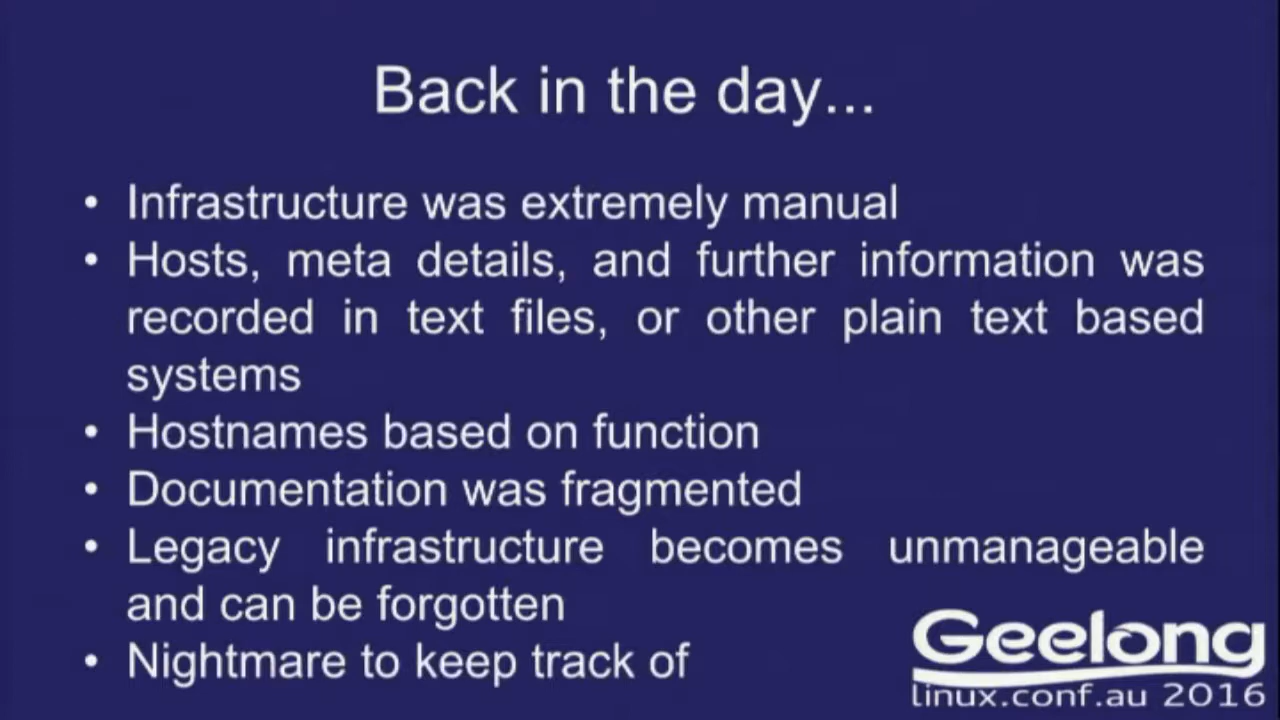 Back in the day...
• Infrastructure was extremely manual
• Hosts, meta details, and further information was
recorded in text files, or other plain text based
systems
• Hostnames based on function
• Documentation was fragmented
• Legacy infrastructure becomes unmanageable
and can be forgotten
• Nightmare to keep track of
Geelong
linux.conf.au 2016